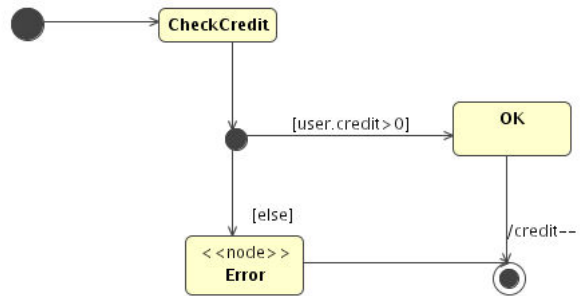 CheckCredit
[user.credit>0]
OK
[else]
/credit--
<<node>>
Error